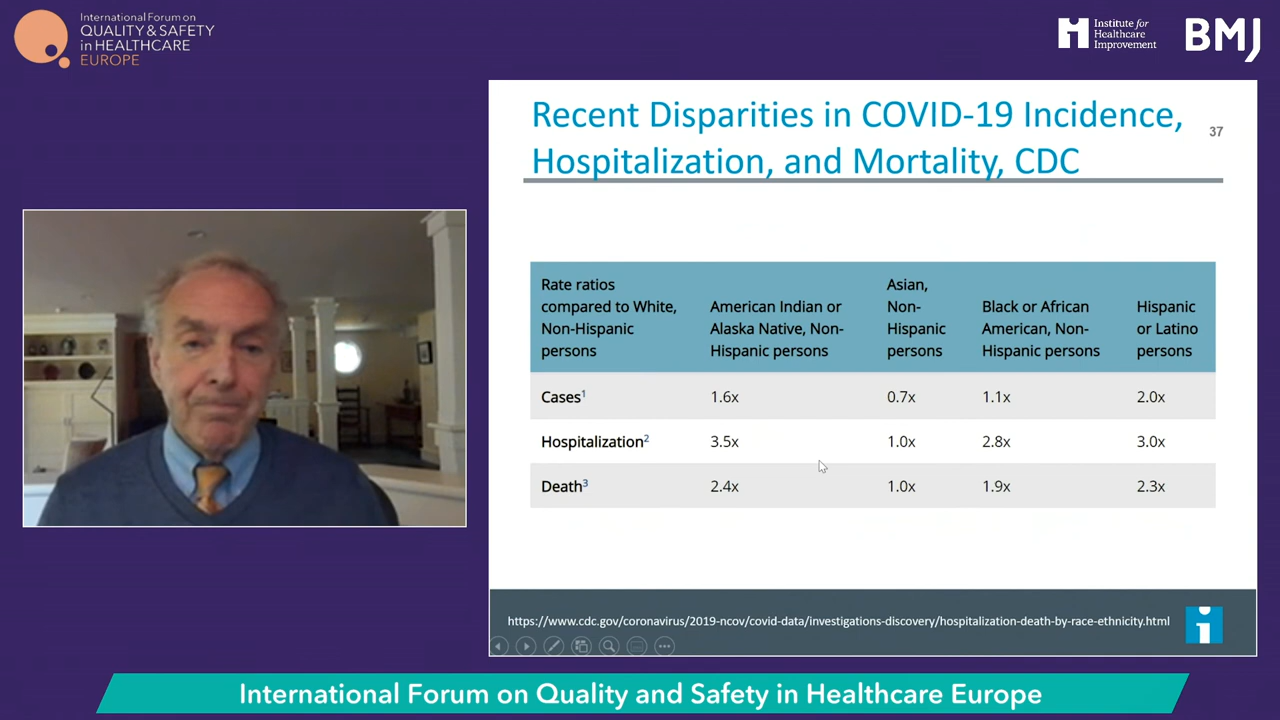 International Forum on
QUALITY & SAFETY
in HEALTHCARE
EUROPE
Institute for
Healthcare
Improvement
BMJ
Recent Disparities in COVID-19 Incidence,
Hospitalization, and Mortality, CDC
37
Rate ratios
compared to White,
Non-Hispanic
persons
American Indian or
Alaska Native, Non-
Hispanic persons
Asian,
Non-
Hispanic
persons
Black or African
American, Non-
Hispanic persons
Hispanic
or Latino
persons
Cases¹ 1.6x 0.7x 1.1x 2.0x
Hospitalization² 3.5x 1.0x 2.8x 3.0x
Death³ 2.4x 1.0x 1.9x 2.3x
https://www.cdc.gov/coronavirus/2019-ncov/covid-data/investigations-discovery/hospitalization-death-by-race-ethnicity.html
International Forum on Quality and Safety in Healthcare Europe